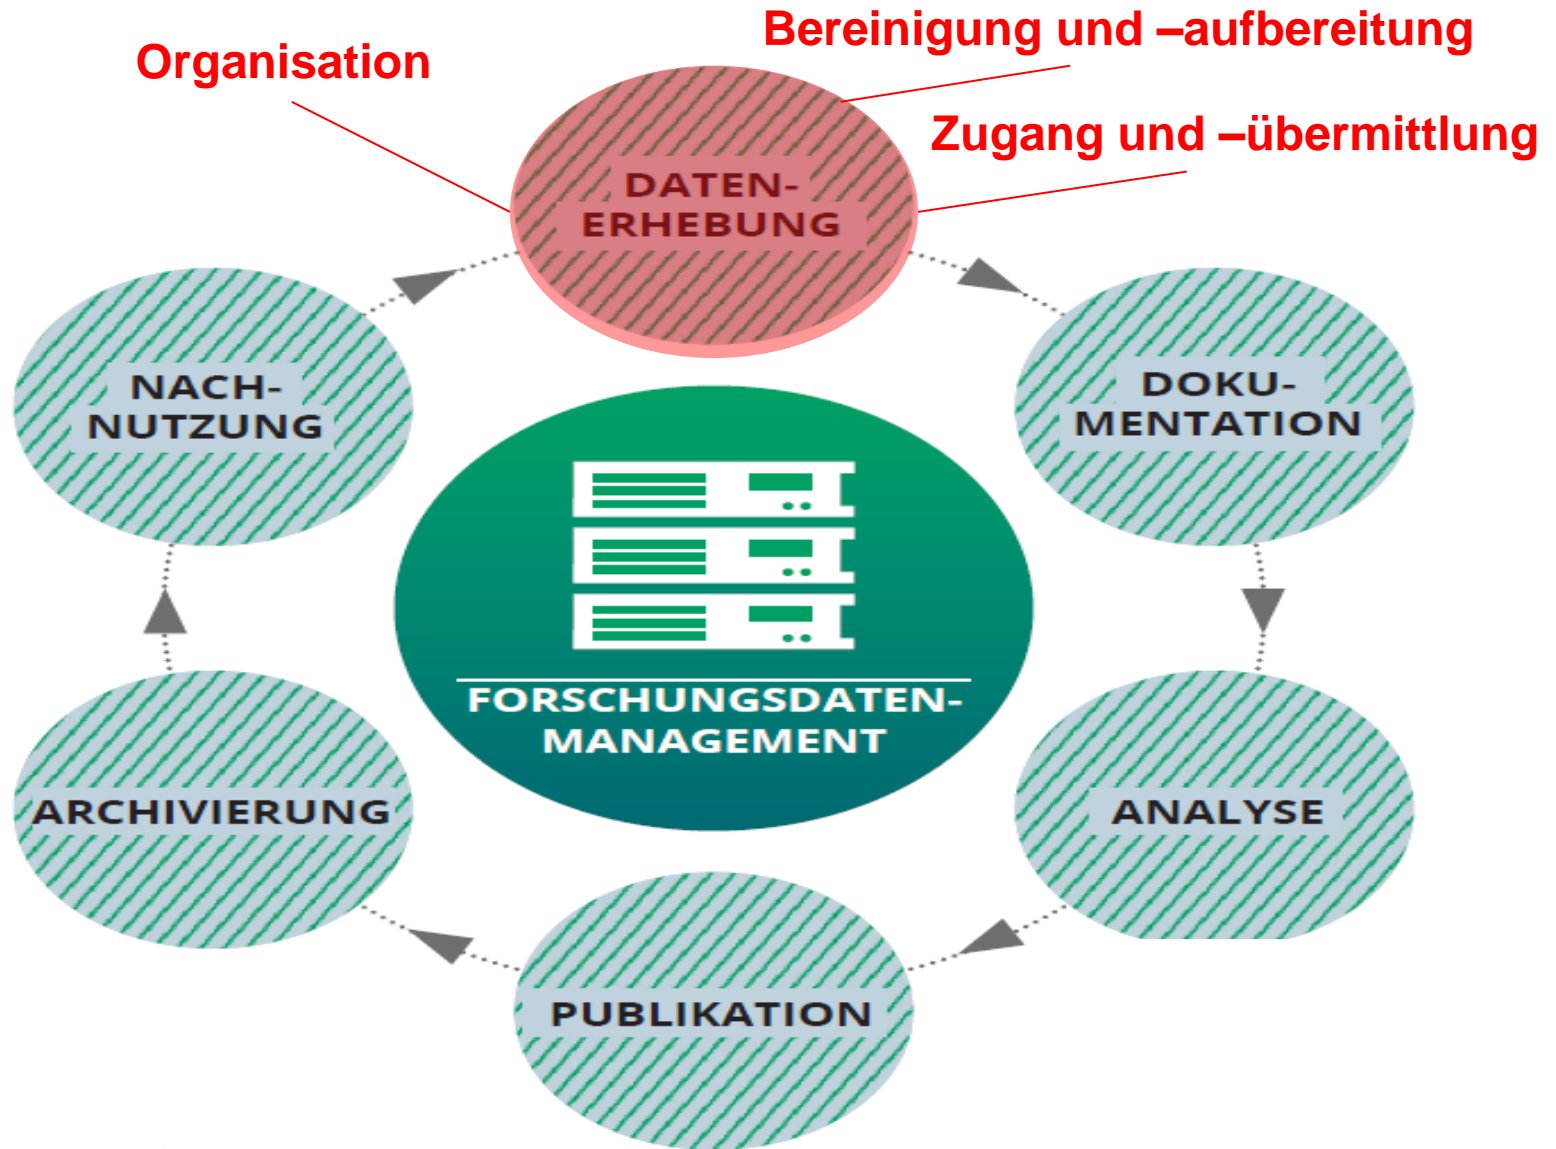 Organisation
Bereinigung und –aufbereitung
Zugang und –übermittlung
DATEN-
ERHEBUNG
NACH-
NUTZUNG
DOKU-
MENTATION
FORSCHUNGSDATEN-
MANAGEMENT
ARCHIVIERUNG
ANALYSE
PUBLIKATION